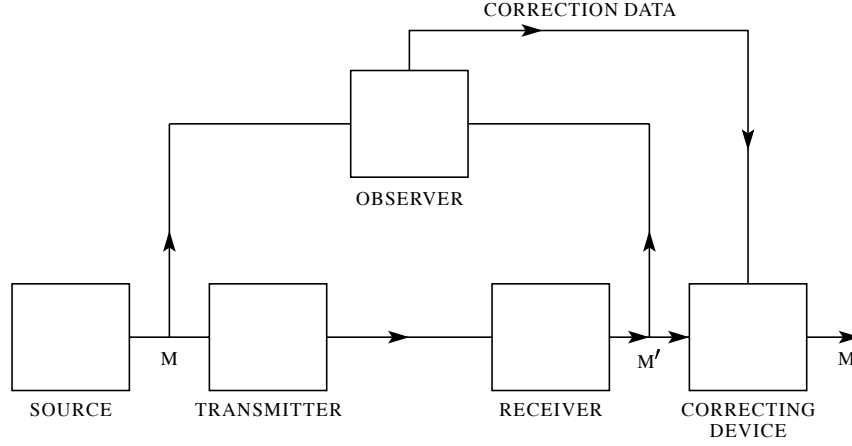 CORRECTION DATA
OBSERVER
M
M′
M
SOURCE
TRANSMITTER
RECEIVER
CORRECTING
DEVICE